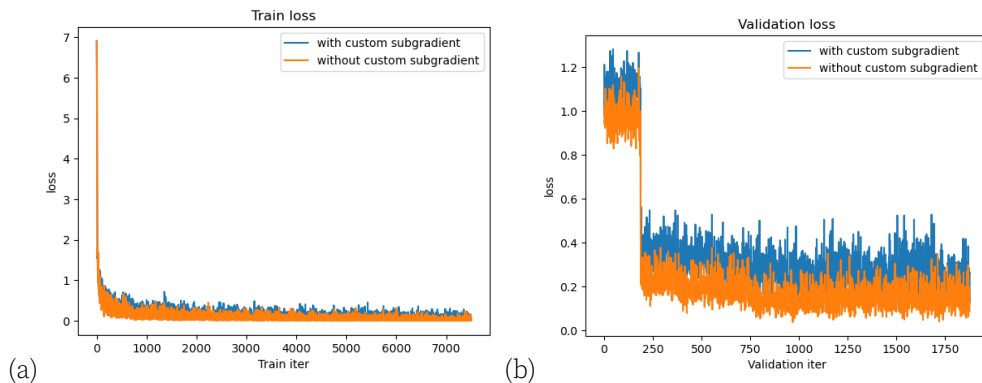 Train loss
7
6
5
4
3
2
1
0
loss
with custom subgradient
without custom subgradient
0 1000 2000 3000 4000 5000 6000 7000
Train iter
(a)
Validation loss
1.2
1.0
0.8
0.6
0.4
0.2
0.0
loss
with custom subgradient
without custom subgradient
0 250 500 750 1000 1250 1500 1750
Validation iter
(b)